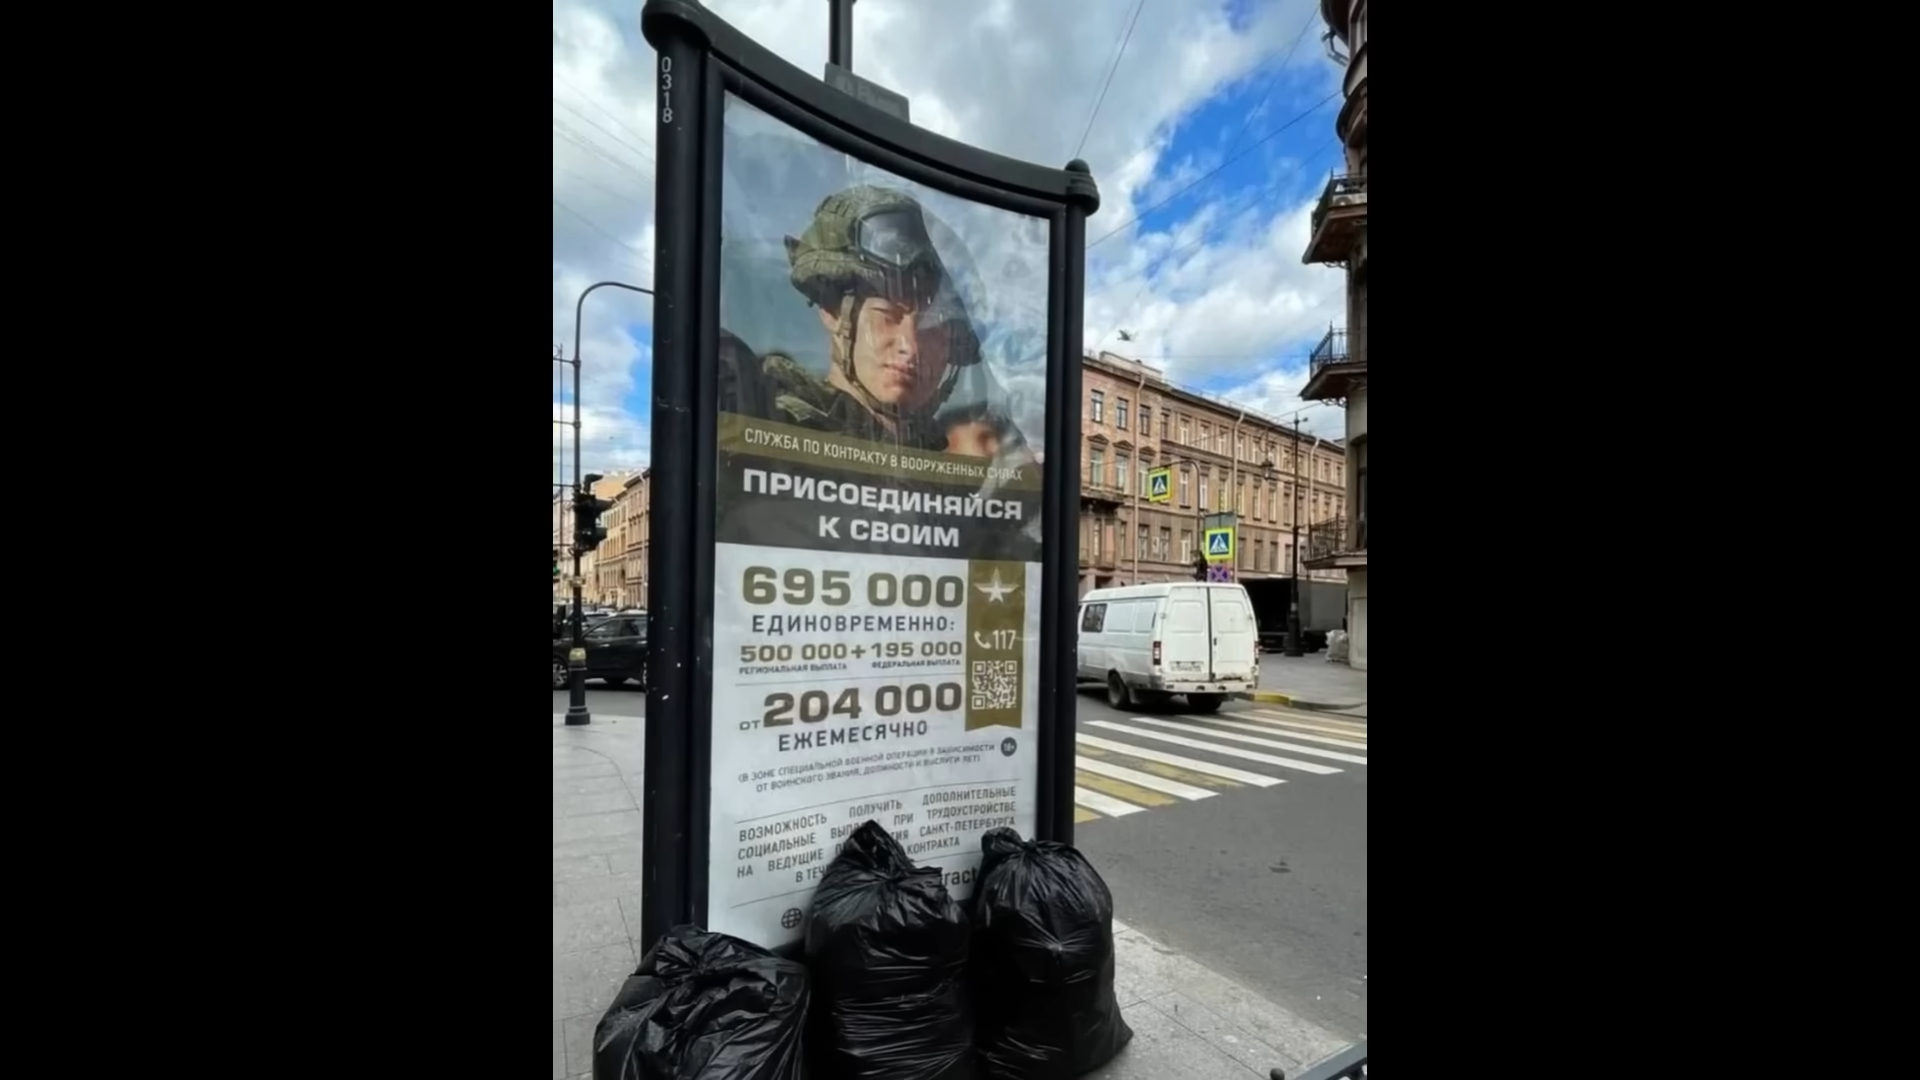 0318
СЛУЖБА ПО КОНТРАКТУ В ВООРУЖЕННЫХ СИЛАХ
ПРИСОЕДИНЯЙСЯ
К СВОИМ
695 000
ЕДИНОВРЕМЕННО:
500 000 + 195 000
РЕГИОНАЛЬНАЯ ВЫПЛАТА ФЕДЕРАЛЬНАЯ ВЫПЛАТА
117
ОТ 204 000
ЕЖЕМЕСЯЧНО
(В ЗОНЕ СПЕЦИАЛЬНОЙ ВОЕННОЙ ОПЕРАЦИИ В ЗАВИСИМОСТИ
ОТ ВОИНСКОГО ЗВАНИЯ, ДОЛЖНОСТИ И ВЫСЛУГИ ЛЕТ)
18+
ВОЗМОЖНОСТЬ ПОЛУЧИТЬ ДОПОЛНИТЕЛЬНЫЕ
СОЦИАЛЬНЫЕ ПРИ ТРУДОУСТРОЙСТВЕ
НА ВЕДУЩИЕ САНКТ-ПЕТЕРБУРГА
В КОНТРАКТА